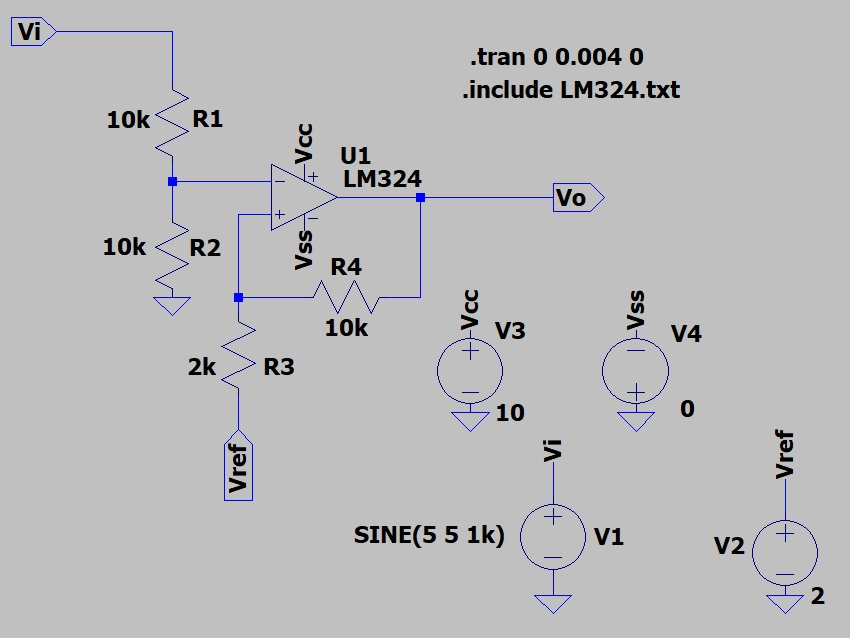 Vi
.tran 0 0.004 0
.include LM324.txt
10k
R1
Vcc
U1
LM324
Vo
10k
R2
Vss
R4
10k
2k
R3
Vref
Vcc
V3
10
Vss
V4
0
Vi
SINE(5 5 1k)
V1
Vref
V2
2